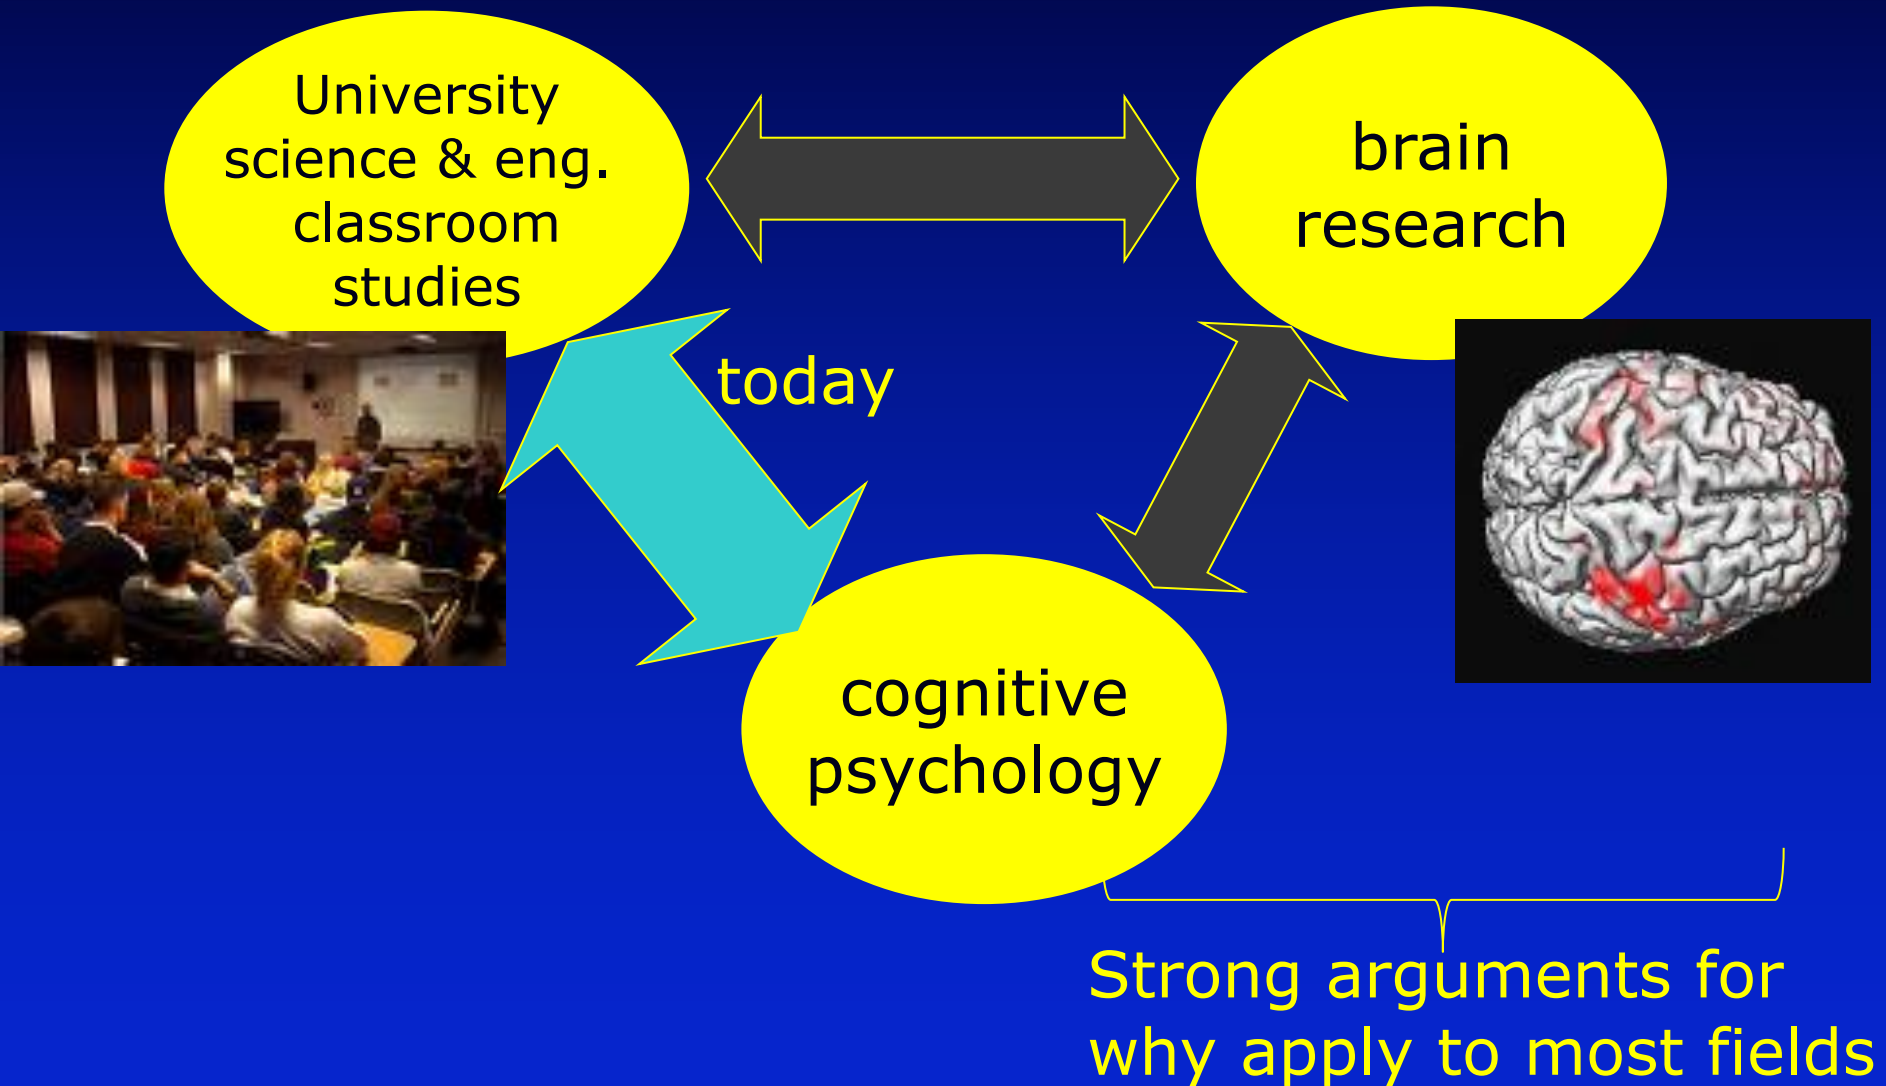 University
science & eng.
classroom
studies
brain
research
today
cognitive
psychology
Strong arguments for
why apply to most fields